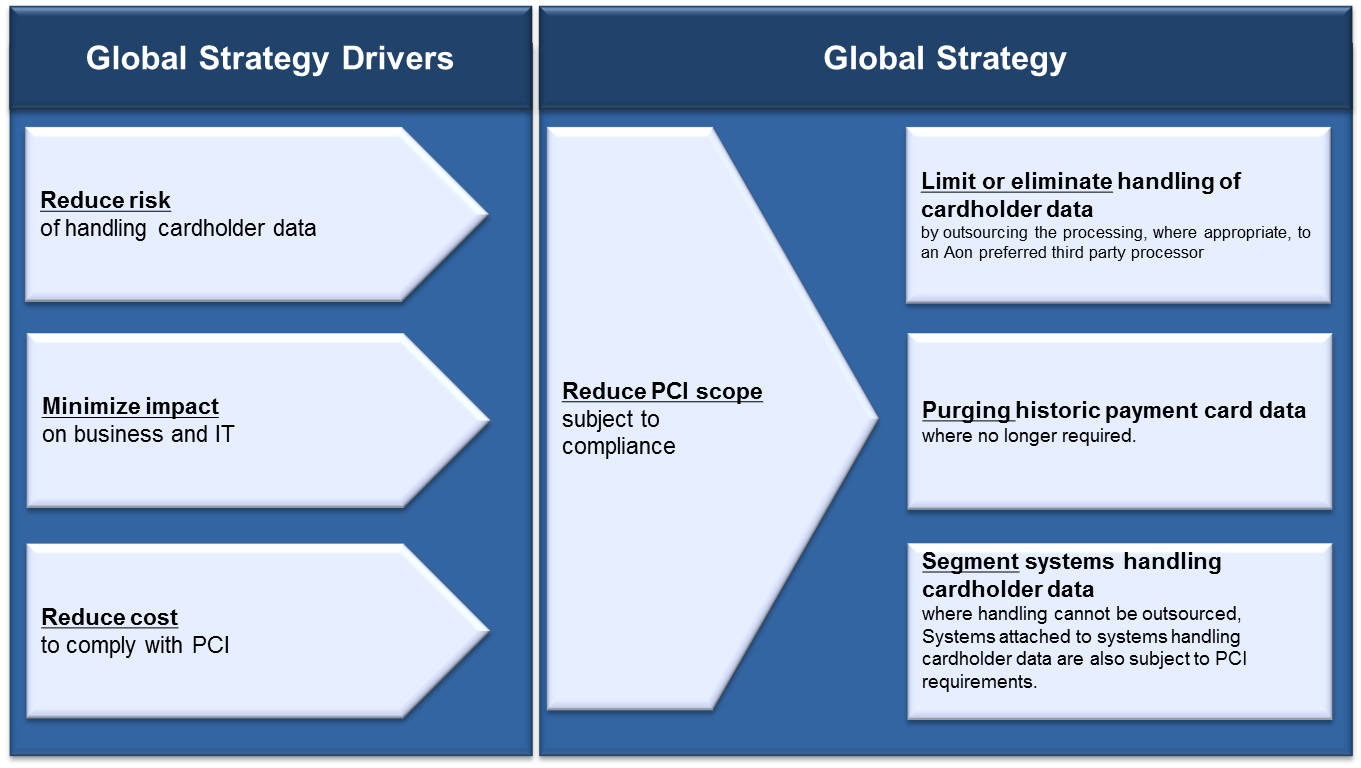 Global Strategy Drivers
Reduce risk
of handling cardholder data
Minimize impact
on business and IT
Reduce cost
to comply with PCI
Global Strategy
Reduce PCI scope
subject to
compliance
Limit or eliminate handling of
cardholder data
by outsourcing the processing, where appropriate, to
an Aon preferred third party processor
Purging historic payment card data
where no longer required.
Segment systems handling
cardholder data
where handling cannot be outsourced,
Systems attached to systems handling
cardholder data are also subject to PCI
requirements.